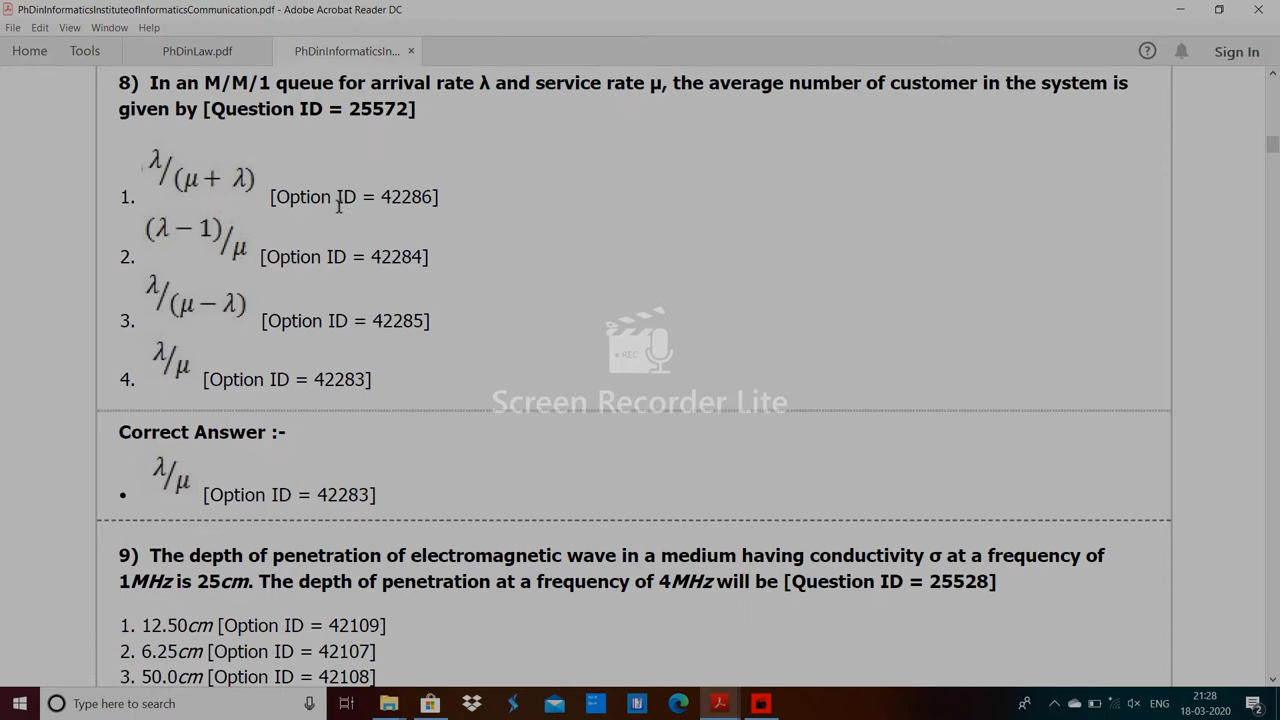 PhDinInformaticsInstituteofInformaticsCommunication.pdf - Adobe Acrobat Reader DC
File Edit View Window Help
Home Tools PhDinLaw.pdf PhDinInformaticsIn... × Sign In
8) In an M/M/1 queue for arrival rate λ and service rate μ, the average number of customer in the system is
given by [Question ID = 25572]
1. λ/(μ + λ) [Option ID = 42286]
2. (λ − 1)/μ [Option ID = 42284]
3. λ/(μ − λ) [Option ID = 42285]
4. λ/μ [Option ID = 42283]
REC
Screen Recorder Lite
Correct Answer :-
• λ/μ [Option ID = 42283]
9) The depth of penetration of electromagnetic wave in a medium having conductivity σ at a frequency of
1MHz is 25cm. The depth of penetration at a frequency of 4MHz will be [Question ID = 25528]
1. 12.50cm [Option ID = 42109]
2. 6.25cm [Option ID = 42107]
3. 50.0cm [Option ID = 42108]
Type here to search
ENG
21:28
18-03-2020
2